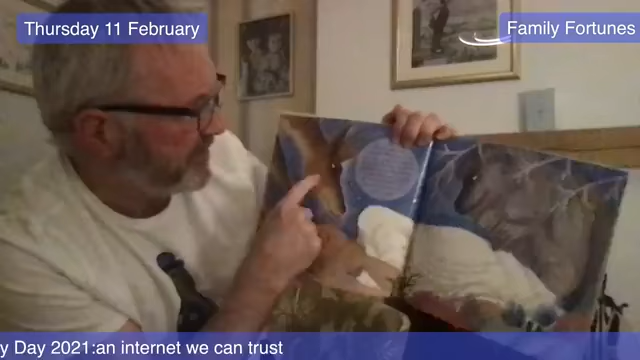 Thursday 11 February
Family Fortunes
y Day 2021:an internet we can trust